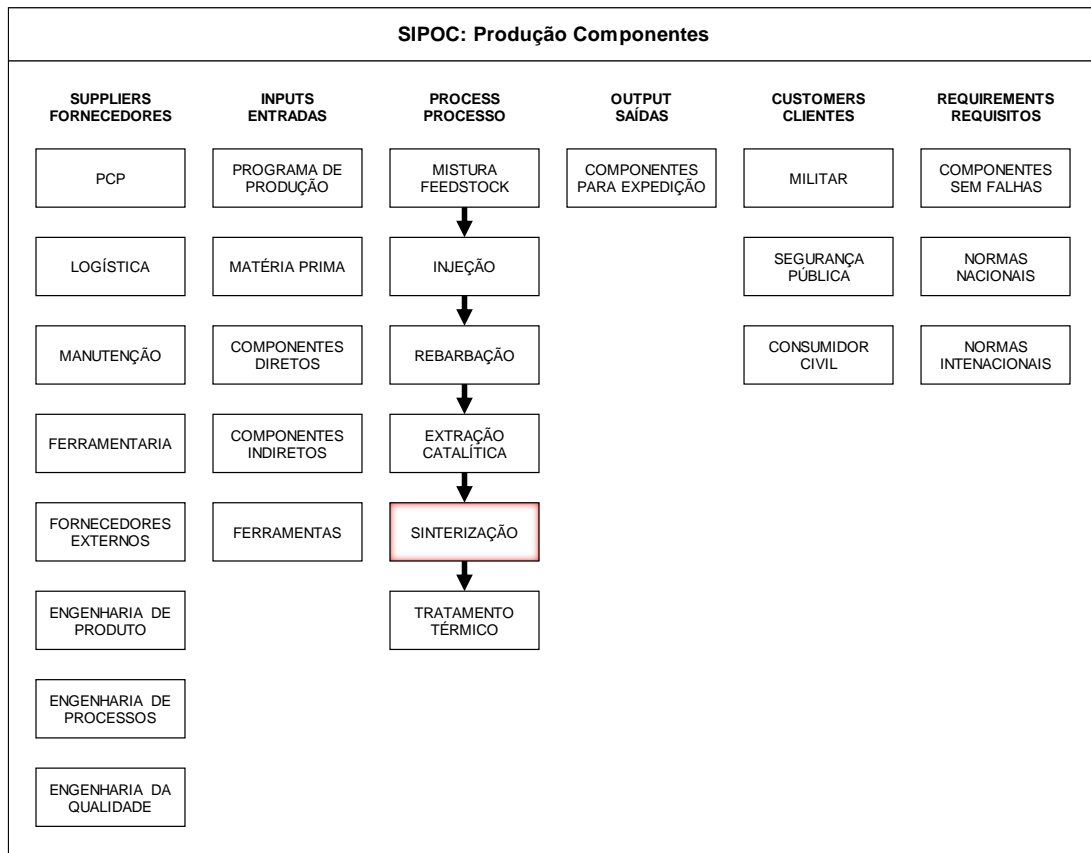 SIPOC: Produção Componentes
SUPPLIERS
FORNECEDORES
INPUTS
ENTRADAS
PROCESS
PROCESSO
OUTPUT
SAÍDAS
CUSTOMERS
CLIENTES
REQUIREMENTS
REQUISITOS
PCP
PROGRAMA DE
PRODUÇÃO
MISTURA
FEEDSTOCK
COMPONENTES
PARA EXPEDIÇÃO
MILITAR
COMPONENTES
SEM FALHAS
LOGÍSTICA
MATÉRIA PRIMA
INJEÇÃO
SEGURANÇA
PÚBLICA
NORMAS
NACIONAIS
MANUTENÇÃO
COMPONENTES
DIRETOS
REBARBAÇÃO
CONSUMIDOR
CIVIL
NORMAS
INTENACIONAIS
FERRAMENTARIA
COMPONENTES
INDIRETOS
EXTRAÇÃO
CATALÍTICA
FORNECEDORES
EXTERNOS
FERRAMENTAS
SINTERIZAÇÃO
ENGENHARIA DE
PRODUTO
TRATAMENTO
TÉRMICO
ENGENHARIA DE
PROCESSOS
ENGENHARIA DA
QUALIDADE